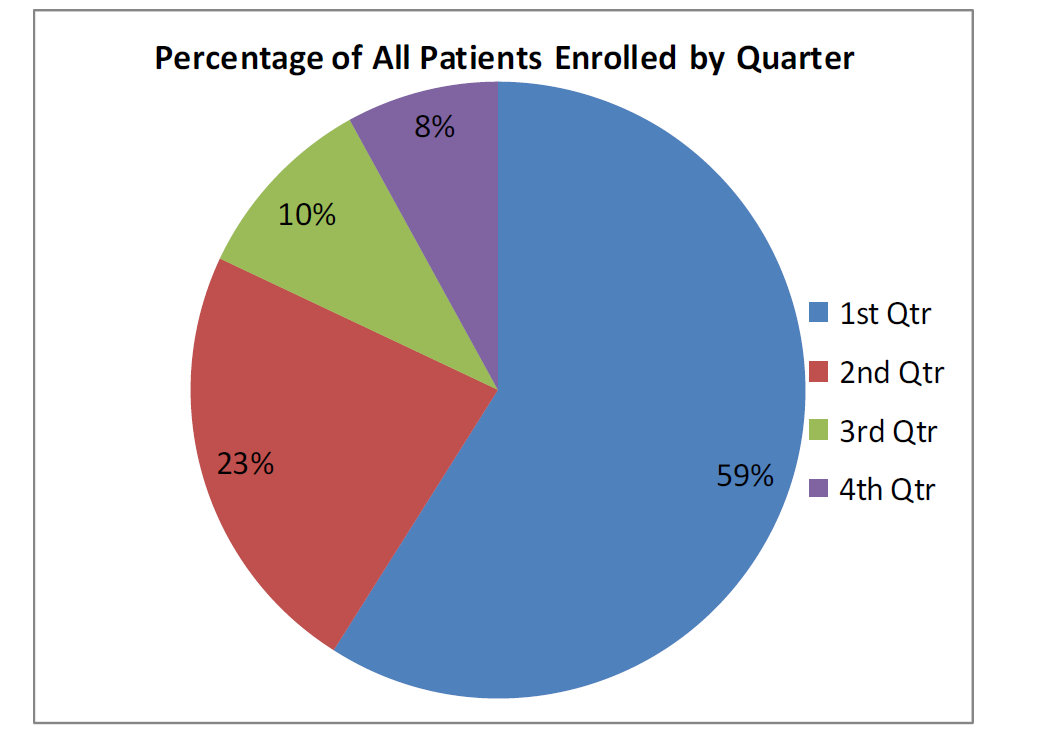 Percentage of All Patients Enrolled by Quarter
8%
10%
23%
59%
1st Qtr
2nd Qtr
3rd Qtr
4th Qtr